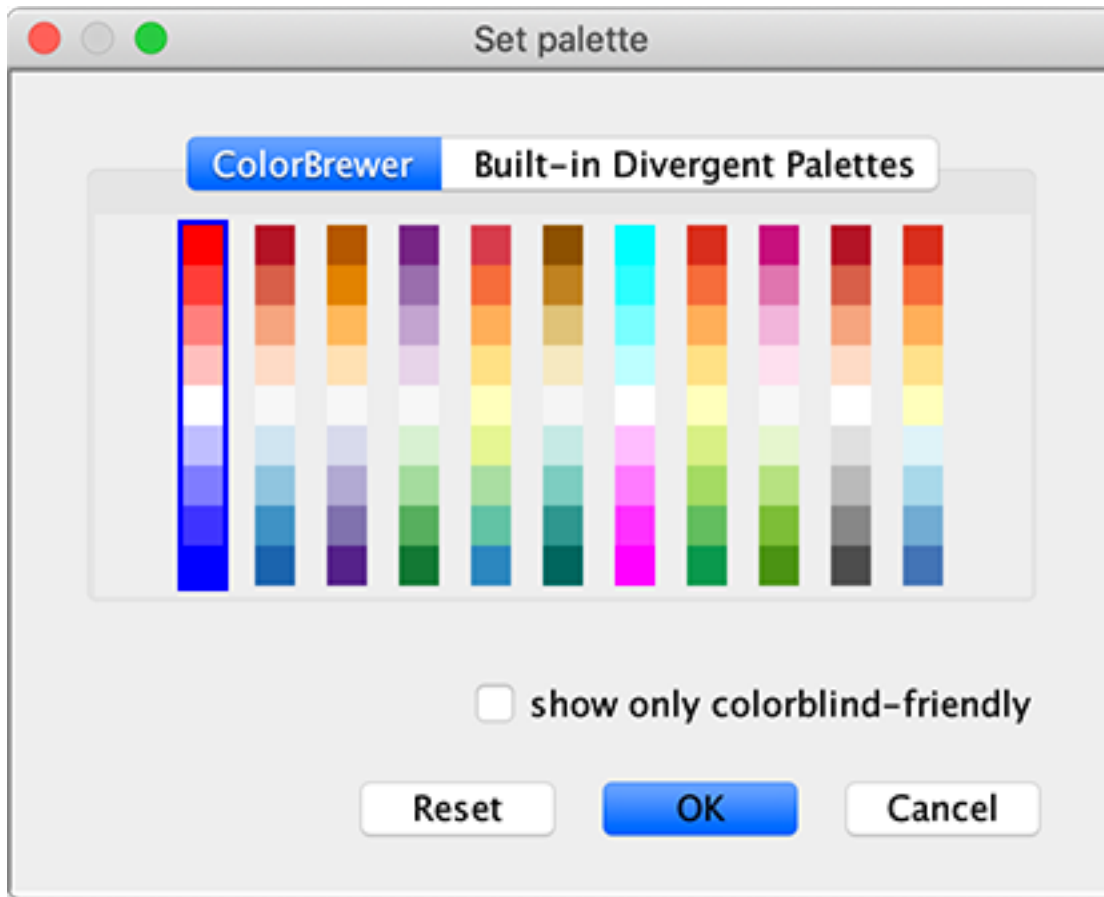 Set palette
ColorBrewer
Built-in Divergent Palettes
show only colorblind-friendly
Reset
OK
Cancel